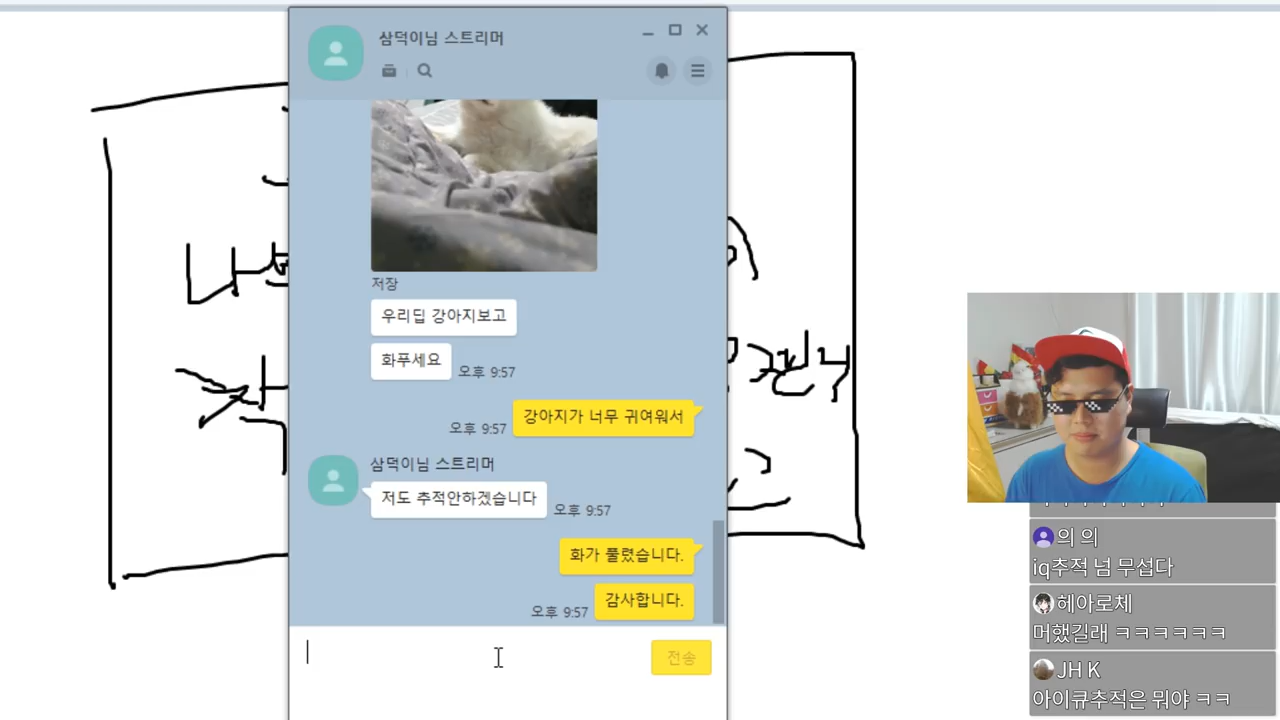 삼덕이님 스트리머
저장
우리딥 강아지보고
화푸세요
오후 9:57
강아지가 너무 귀여워서
오후 9:57
삼덕이님 스트리머
저도 추적안하겠습니다
오후 9:57
화가 풀렸습니다.
감사합니다.
오후 9:57
전송
의 의
iq추적 넘 무섭다
헤아로체
머했길래 ㅋㅋㅋㅋㅋㅋ
JH K
아이큐추적은 뭐야 ㅋㅋ